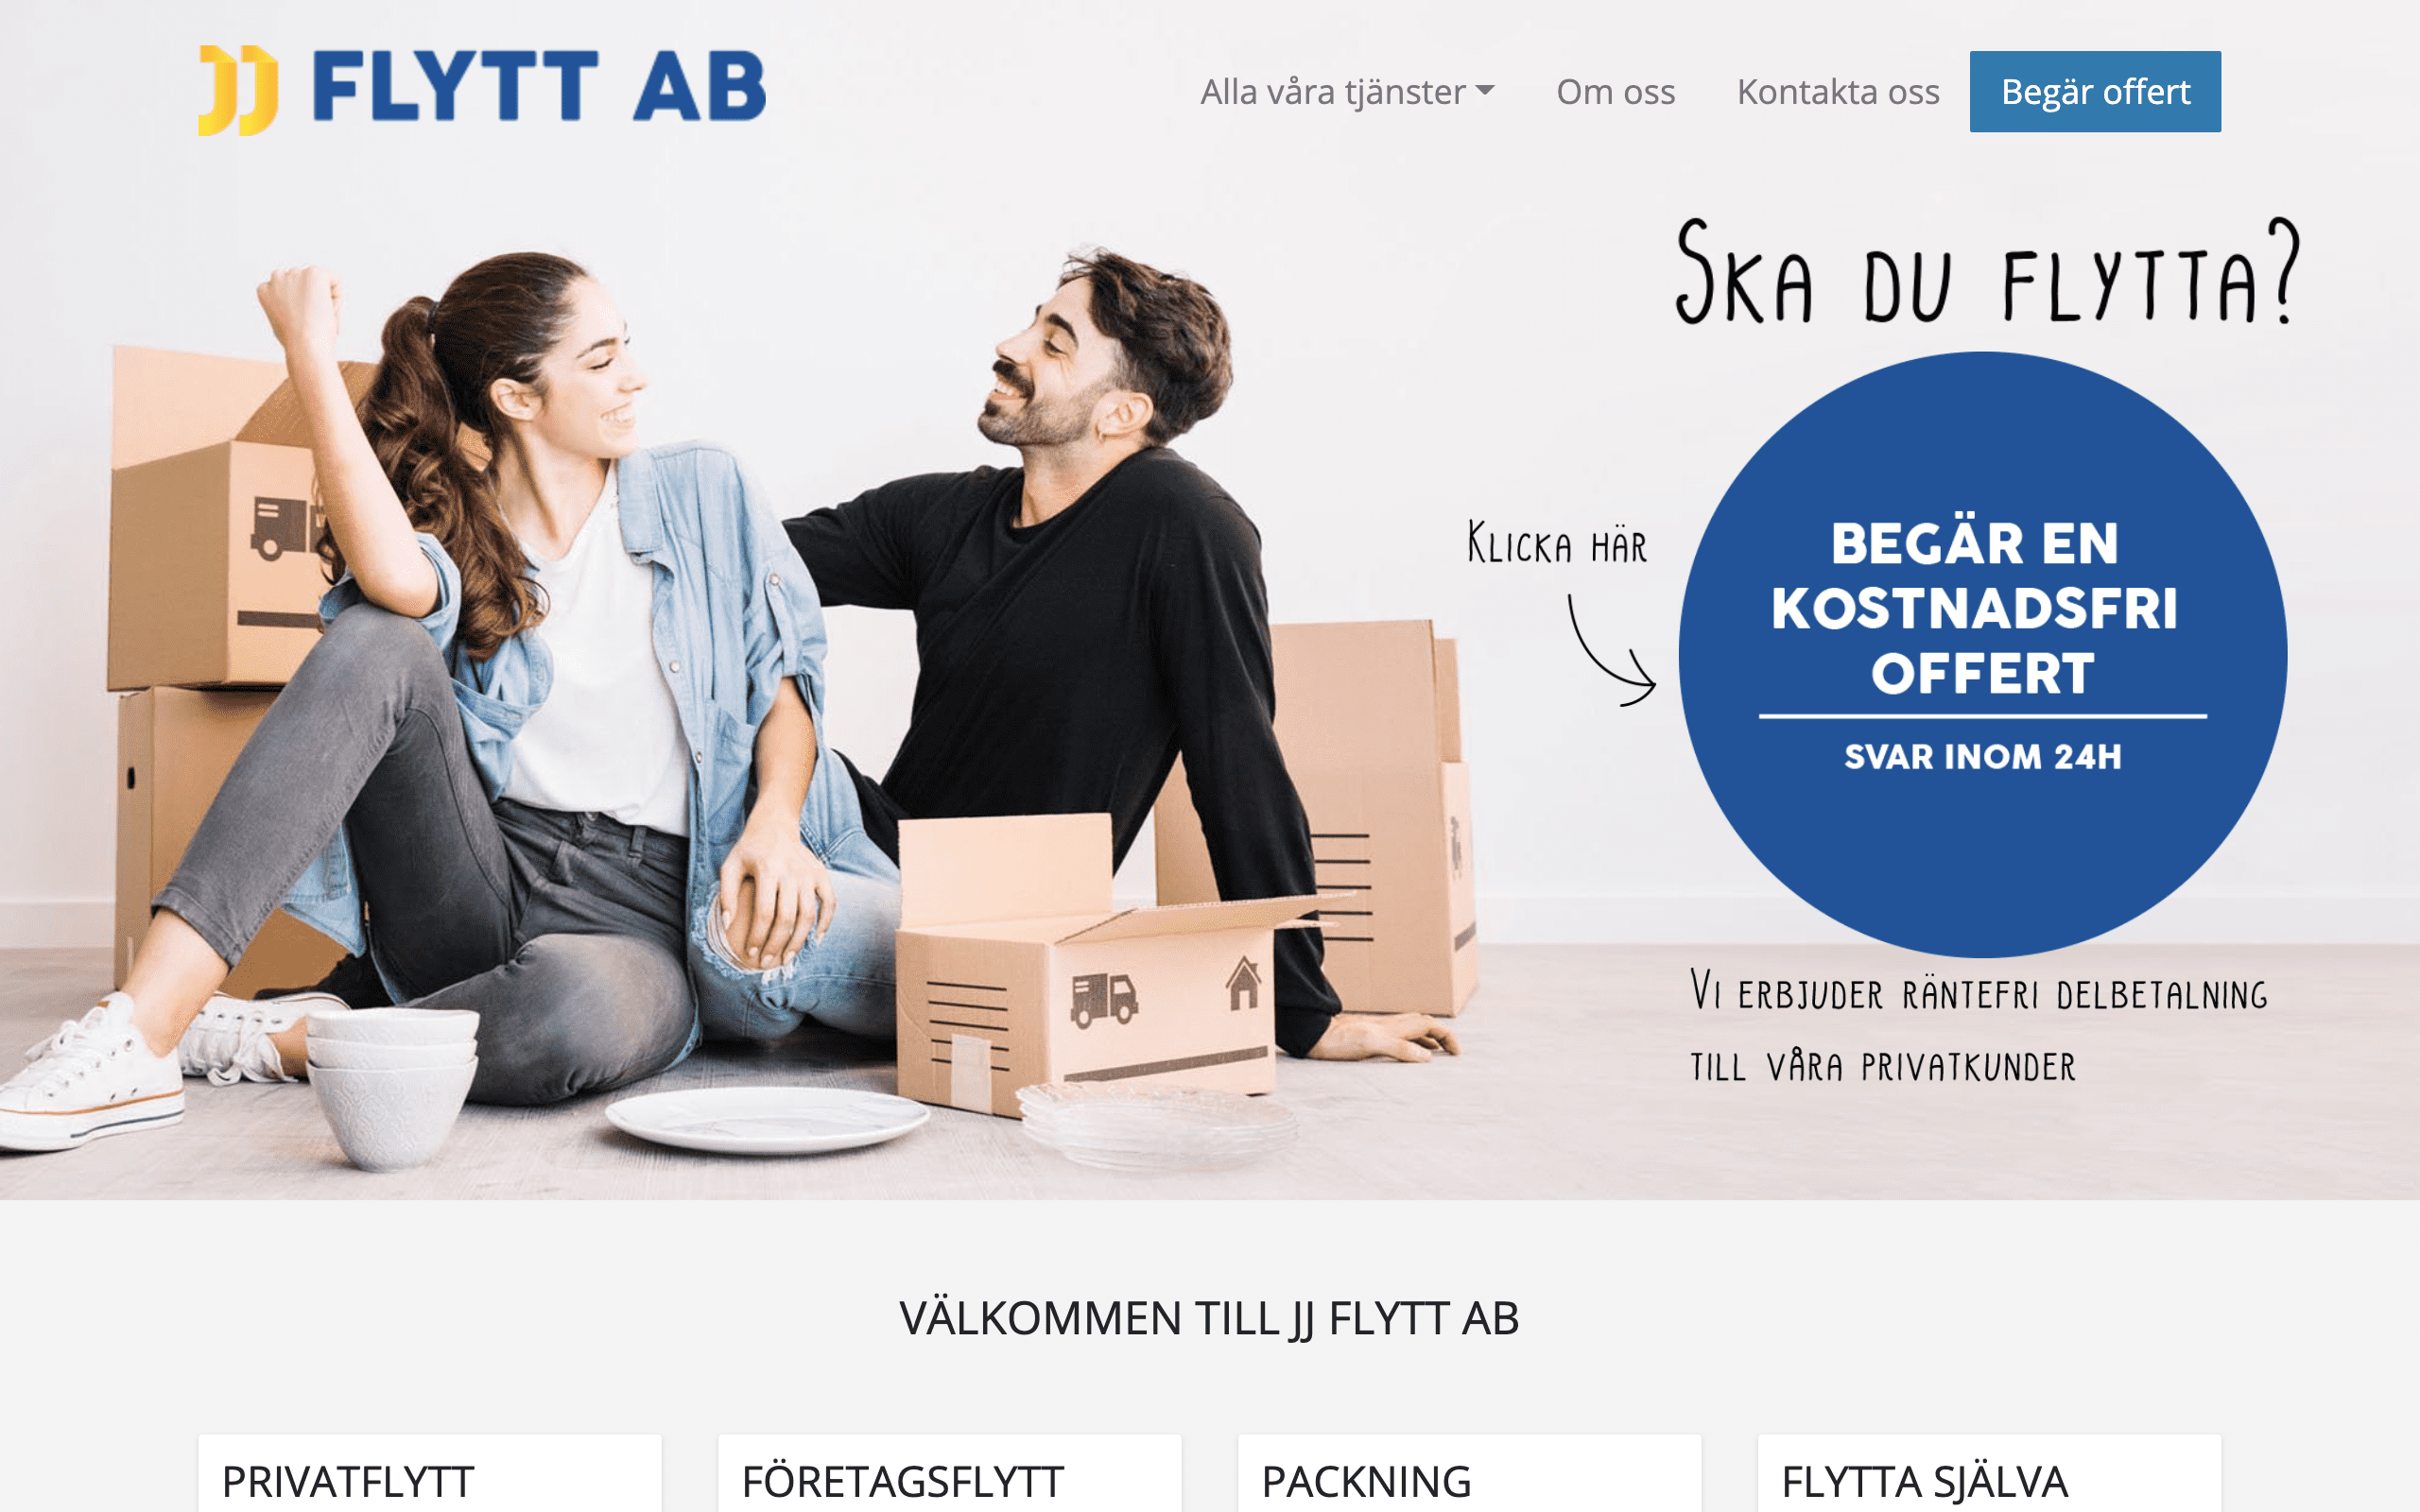 JJ FLYTT AB
Alla våra tjänster
Om oss
Kontakta oss
Begär offert
SKA DU FLYTTA?
KLICKA HÄR
BEGÄR EN
KOSTNADSFRI
OFFERT
SVAR INOM 24H
VI ERBJUDER RÄNTEFRI DELBETALNING
TILL VÅRA PRIVATKUNDER
VÄLKOMMEN TILL JJ FLYTT AB
PRIVATFLYTT
FÖRETAGSFLYTT
PACKNING
FLYTTA SJÄLVA